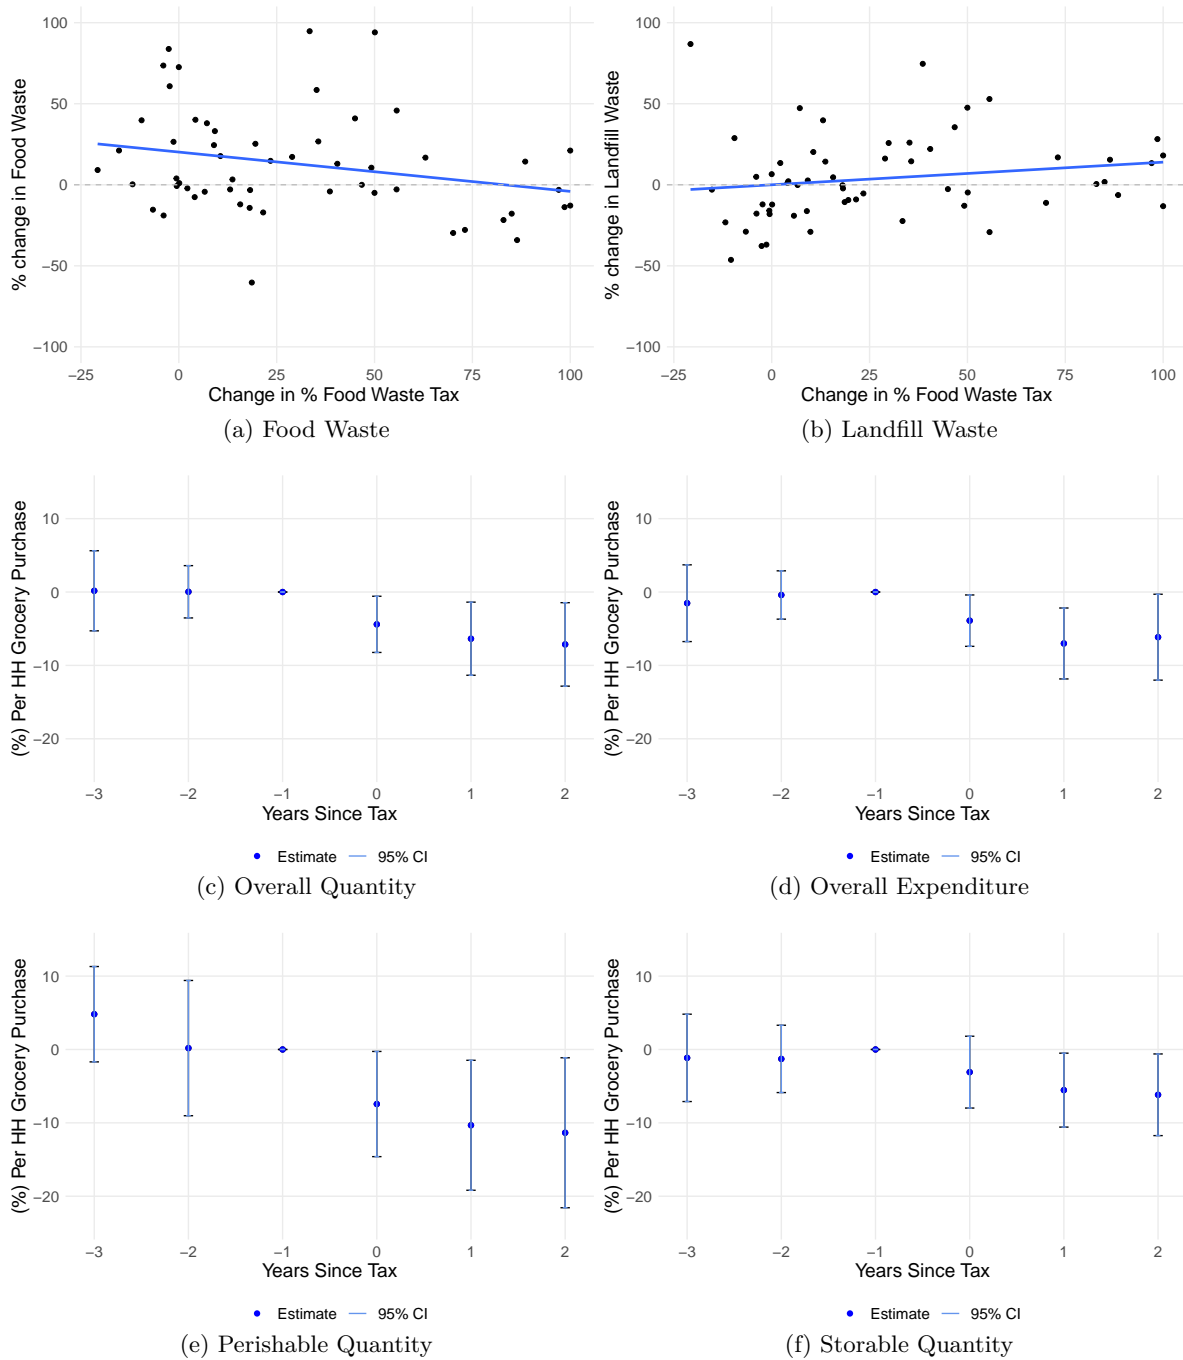 % change in Food Waste
100
50
0
−50
−100
−25
0
25
50
75
100
Change in % Food Waste Tax
(a) Food Waste
% change in Landfill Waste
100
50
0
−50
−100
−25
0
25
50
75
100
Change in % Food Waste Tax
(b) Landfill Waste
(%) Per HH Grocery Purchase
10
0
−10
−20
−3
−2
−1
0
1
2
Years Since Tax
Estimate
95% CI
(c) Overall Quantity
(%) Per HH Grocery Purchase
10
0
−10
−20
−3
−2
−1
0
1
2
Years Since Tax
Estimate
95% CI
(d) Overall Expenditure
(%) Per HH Grocery Purchase
10
0
−10
−20
−3
−2
−1
0
1
2
Years Since Tax
Estimate
95% CI
(e) Perishable Quantity
(%) Per HH Grocery Purchase
10
0
−10
−20
−3
−2
−1
0
1
2
Years Since Tax
Estimate
95% CI
(f) Storable Quantity